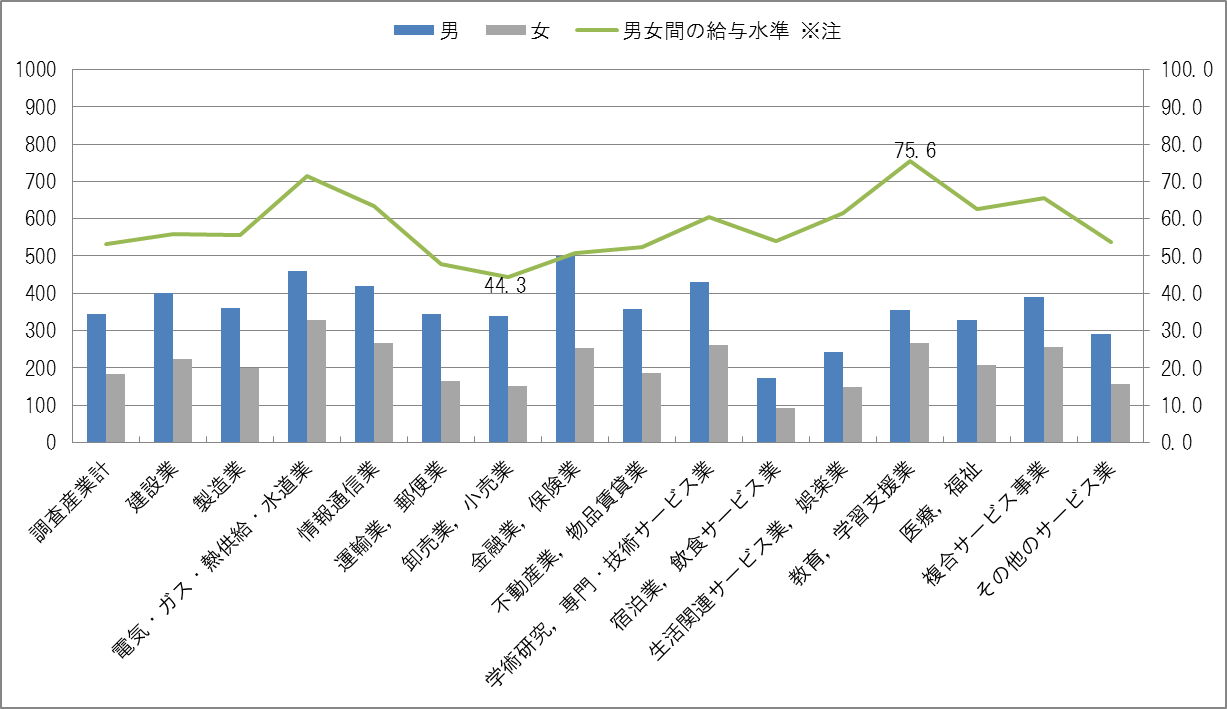 男 女 男女間の給与水準 ※注
1000 100.0
900 90.0
800 80.0
700 70.0
600 60.0
500 50.0
400 40.0
300 30.0
200 20.0
100 10.0
0 0.0
75.6
44.3
調査産業計
建設業
製造業
電気・ガス・熱供給・水道業
情報通信業
運輸業，郵便業
卸売業，小売業
金融業，保険業
不動産業，物品賃貸業
学術研究，専門・技術サービス業
宿泊業，飲食サービス業
生活関連サービス業，娯楽業
教育，学習支援業
医療，福祉
複合サービス事業
その他のサービス業